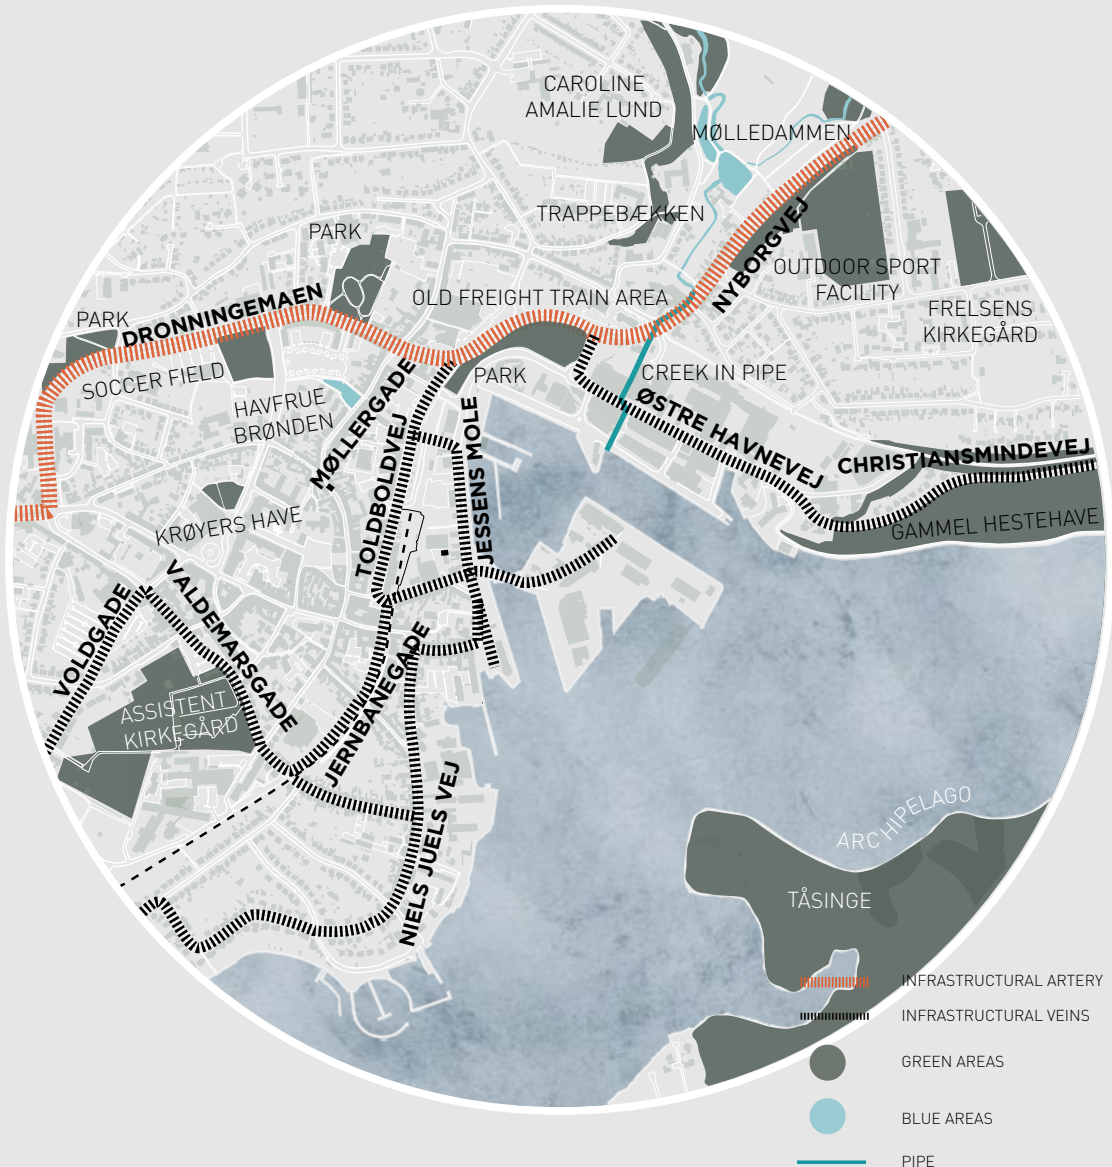 CAROLINE
AMALIE LUND
MØLLEDAMMEN
TRAPPEBÆKKEN
PARK
NYBORGVEJ
OUTDOOR SPORT
FACILITY
DRONNINGEMAEN
OLD FREIGHT TRAIN AREA
FRELSENS
KIRKEGÅRD
PARK
SOCCER FIELD
PARK
CREEK IN PIPE
HAVFRUE
BRØNDEN
MØLLERGADE
TOLDBOLDVEJ
JESSENS MOLE
ØSTRE HAVNEVEJ
CHRISTIANSMINDEVEJ
GAMMEL HESTEHAVE
KRØYERS HAVE
VOLDGADE
VALDEMARSGADE
ASSISTENT
KIRKEGÅRD
JERNBANEGADE
NIELS JUELS VEJ
ARCHIPELAGO
TÅSINGE
INFRASTRUCTURAL ARTERY
INFRASTRUCTURAL VEINS
GREEN AREAS
BLUE AREAS
PIPE